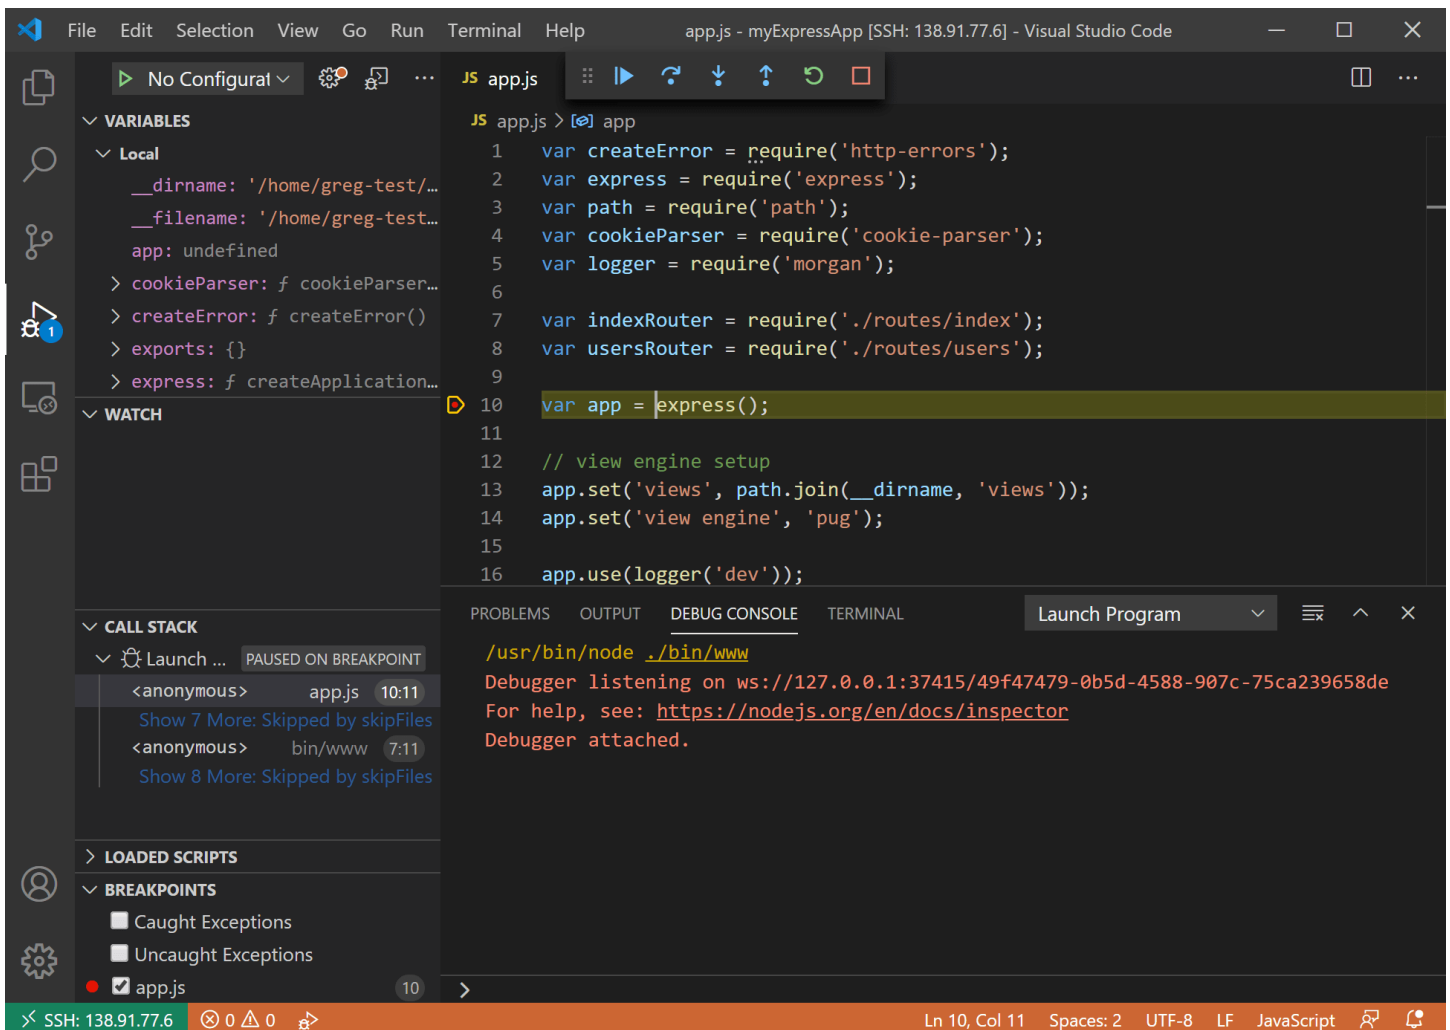 File Edit Selection View Go Run Terminal Help app.js - myExpressApp [SSH: 138.91.77.6] - Visual Studio Code
No Configurat
VARIABLES
Local
__dirname: '/home/greg-test/…
__filename: '/home/greg-test…
app: undefined
cookieParser: ƒ cookieParser…
createError: ƒ createError()
exports: {}
express: ƒ createApplication…
WATCH
CALL STACK
Launch ... PAUSED ON BREAKPOINT
<anonymous> app.js 10:11
Show 7 More: Skipped by skipFiles
<anonymous> bin/www 7:11
Show 8 More: Skipped by skipFiles
LOADED SCRIPTS
BREAKPOINTS
Caught Exceptions
Uncaught Exceptions
app.js 10
JS app.js
JS app.js > app
1 var createError = require('http-errors');
2 var express = require('express');
3 var path = require('path');
4 var cookieParser = require('cookie-parser');
5 var logger = require('morgan');
6
7 var indexRouter = require('./routes/index');
8 var usersRouter = require('./routes/users');
9
10 var app = express();
11
12 // view engine setup
13 app.set('views', path.join(__dirname, 'views'));
14 app.set('view engine', 'pug');
15
16 app.use(logger('dev'));
PROBLEMS OUTPUT DEBUG CONSOLE TERMINAL Launch Program
/usr/bin/node ./bin/www
Debugger listening on ws://127.0.0.1:37415/49f47479-0b5d-4588-907c-75ca239658de
For help, see: https://nodejs.org/en/docs/inspector
Debugger attached.
>
1
SSH: 138.91.77.6 0 0 Ln 10, Col 11 Spaces: 2 UTF-8 LF JavaScript